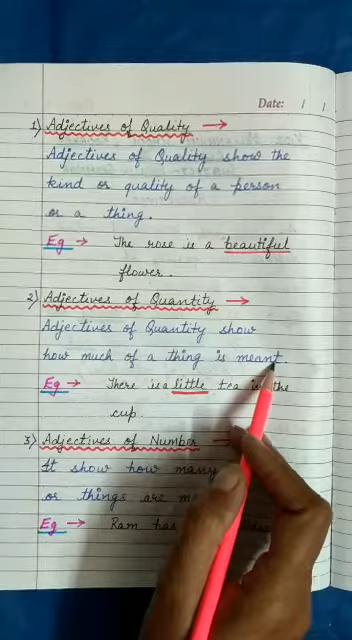 Date: / /
1) Adjectives of Quality →
Adjectives of Quality show the
kind or quality of a person
or a thing.
Eg → The rose is a beautiful
flower.
2) Adjectives of Quantity →
Adjectives of Quantity show
how much of a thing is meant.
Eg → There is a little tea in the
cup.
3) Adjectives of Number →
It show how many
or things are
Eg → Ram has